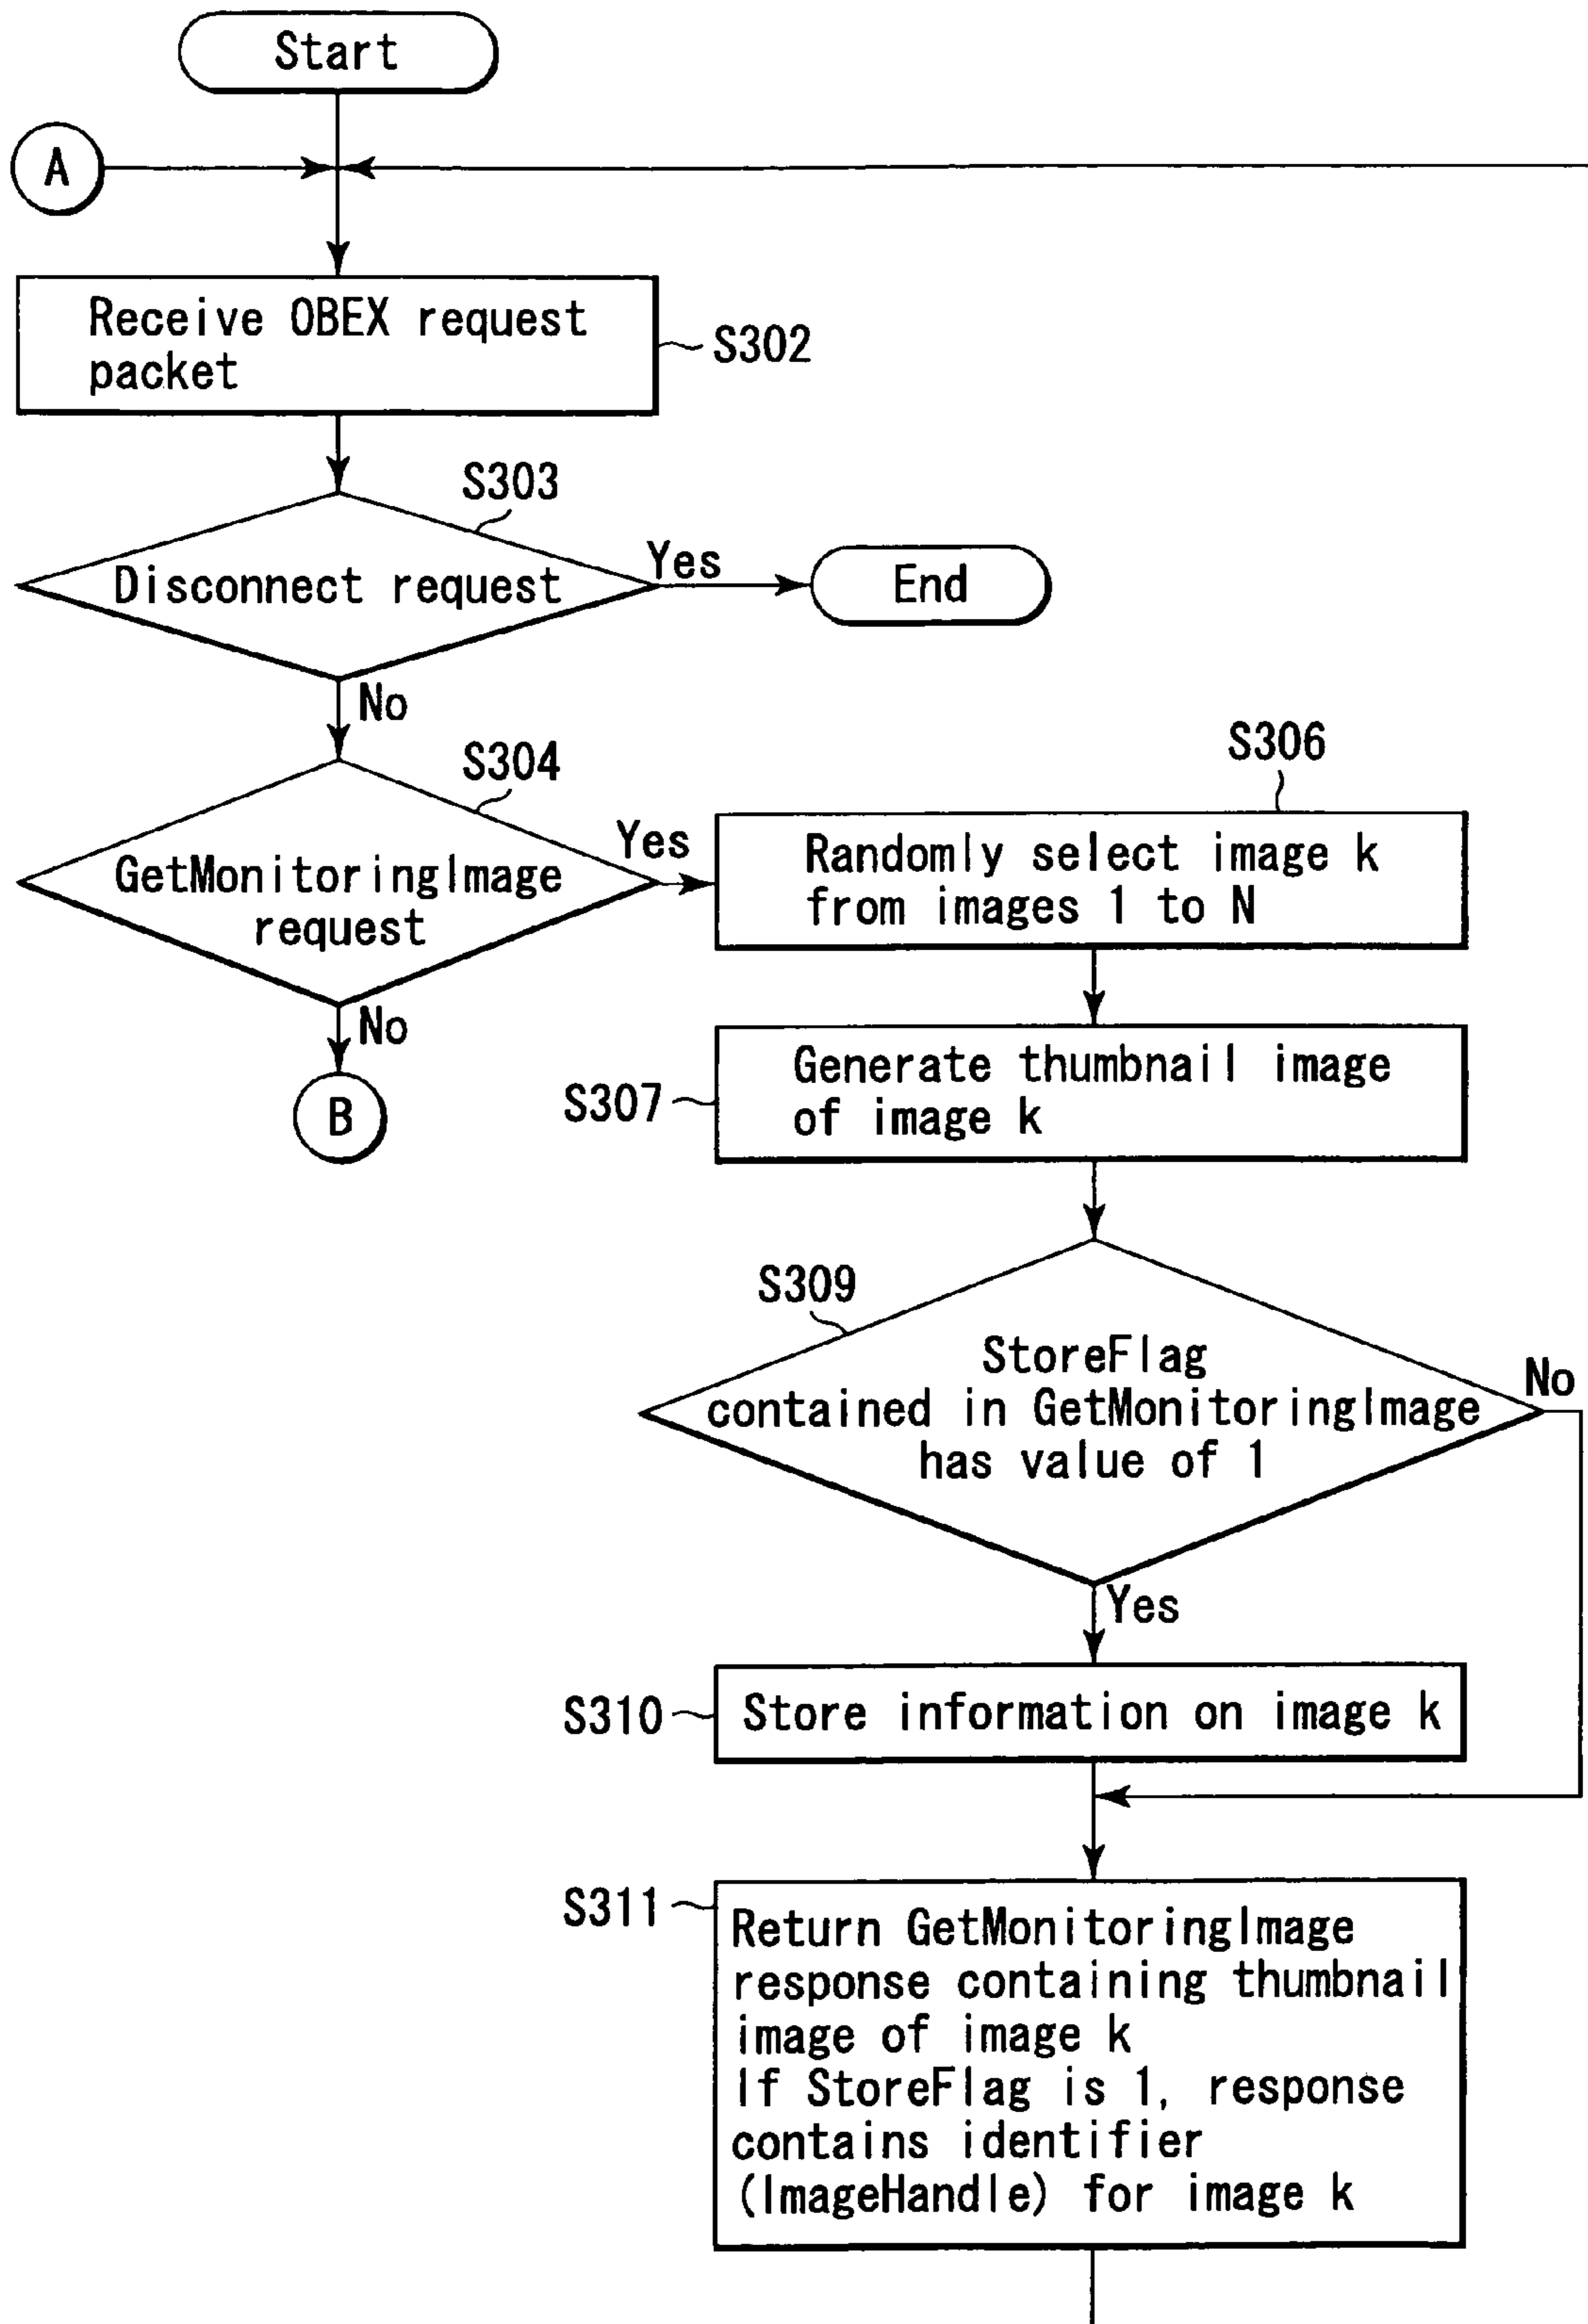 Start
A
Receive OBEX request
packet
S302
S303
Disconnect request
Yes
End
No
S304
GetMonitoringImage
request
Yes
No
B
S306
Randomly select image k
from images 1 to N
S307
Generate thumbnail image
of image k
S309
StoreFlag
contained in GetMonitoringImage
has value of 1
No
Yes
S310
Store information on image k
S311
Return GetMonitoringImage
response containing thumbnail
image of image k
If StoreFlag is 1, response
contains identifier
(ImageHandle) for image k